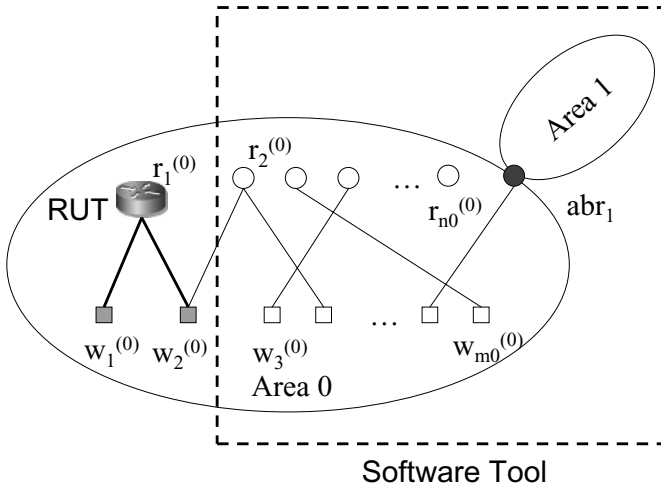 Area 1
r₂⁽⁰⁾
r₁⁽⁰⁾
RUT
...
rₙ₀⁽⁰⁾
abr₁
...
w₁⁽⁰⁾ w₂⁽⁰⁾ w₃⁽⁰⁾ wₘ₀⁽⁰⁾
Area 0
Software Tool